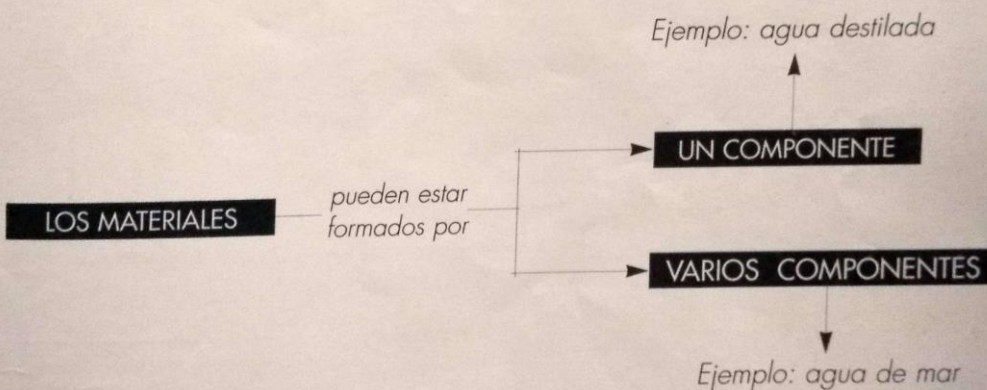 Ejemplo: agua destilada
UN COMPONENTE
LOS MATERIALES
pueden estar
formados por
VARIOS COMPONENTES
Ejemplo: agua de mar